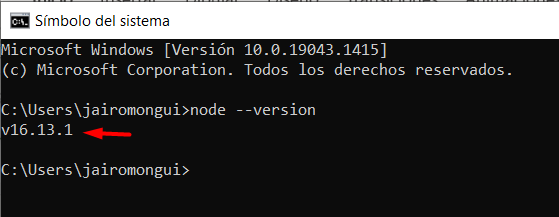 Símbolo del sistema
Microsoft Windows [Versión 10.0.19043.1415]
(c) Microsoft Corporation. Todos los derechos reservados.
C:\Users\jairomongui>node --version
v16.13.1
C:\Users\jairomongui>